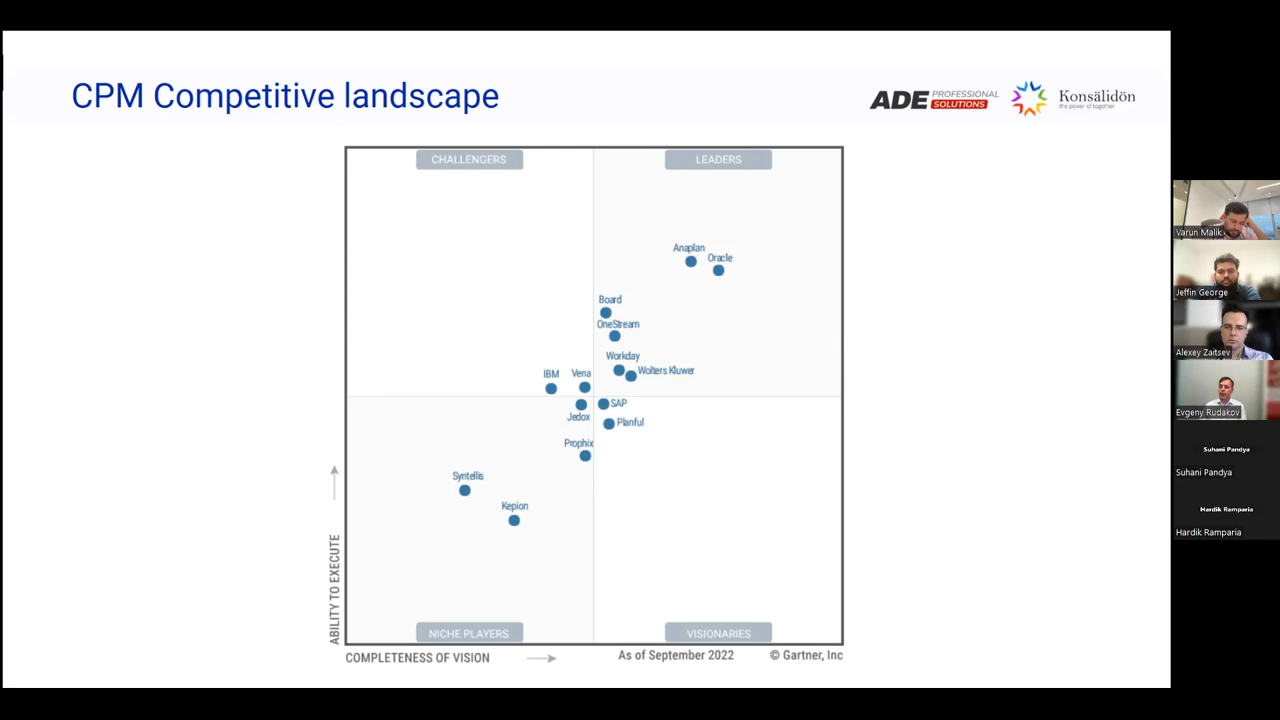 CPM Competitive landscape
ADE PROFESSIONAL SOLUTIONS
Konsälidön
the power of together
CHALLENGERS
LEADERS
Anaplan
Oracle
Board
OneStream
Workday
Wolters Kluwer
IBM
Vena
SAP
Jedox
Planful
Prophix
Syntellis
Kepion
ABILITY TO EXECUTE
NICHE PLAYERS
VISIONARIES
COMPLETENESS OF VISION
As of September 2022
© Gartner, Inc
Varun Malik
Jeffin George
Alexey Zaitsev
Evgeny Rudakov
Suhani Pandya
Suhani Pandya
Hardik Ramparia
Hardik Ramparia